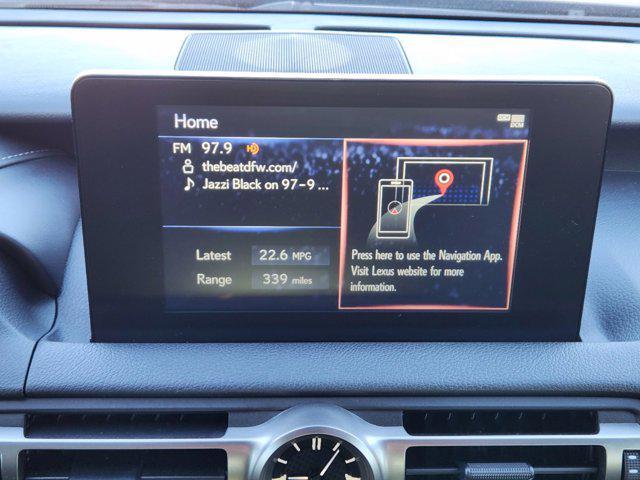 Home
DCM
FM 97.9
thebeatdfw.com/
Jazzi Black on 97-9 ...
Latest 22.6 MPG
Range 339 miles
Press here to use the Navigation App.
Visit Lexus website for more
information.